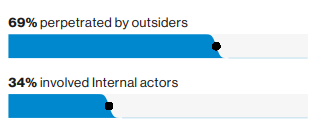 69% perpetrated by outsiders
34% involved Internal actors